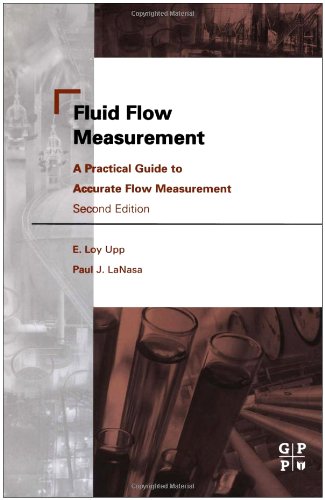 Fluid Flow
Measurement
A Practical Guide to
Accurate Flow Measurement
Second Edition
E. Loy Upp
Paul J. LaNasa
G P
P